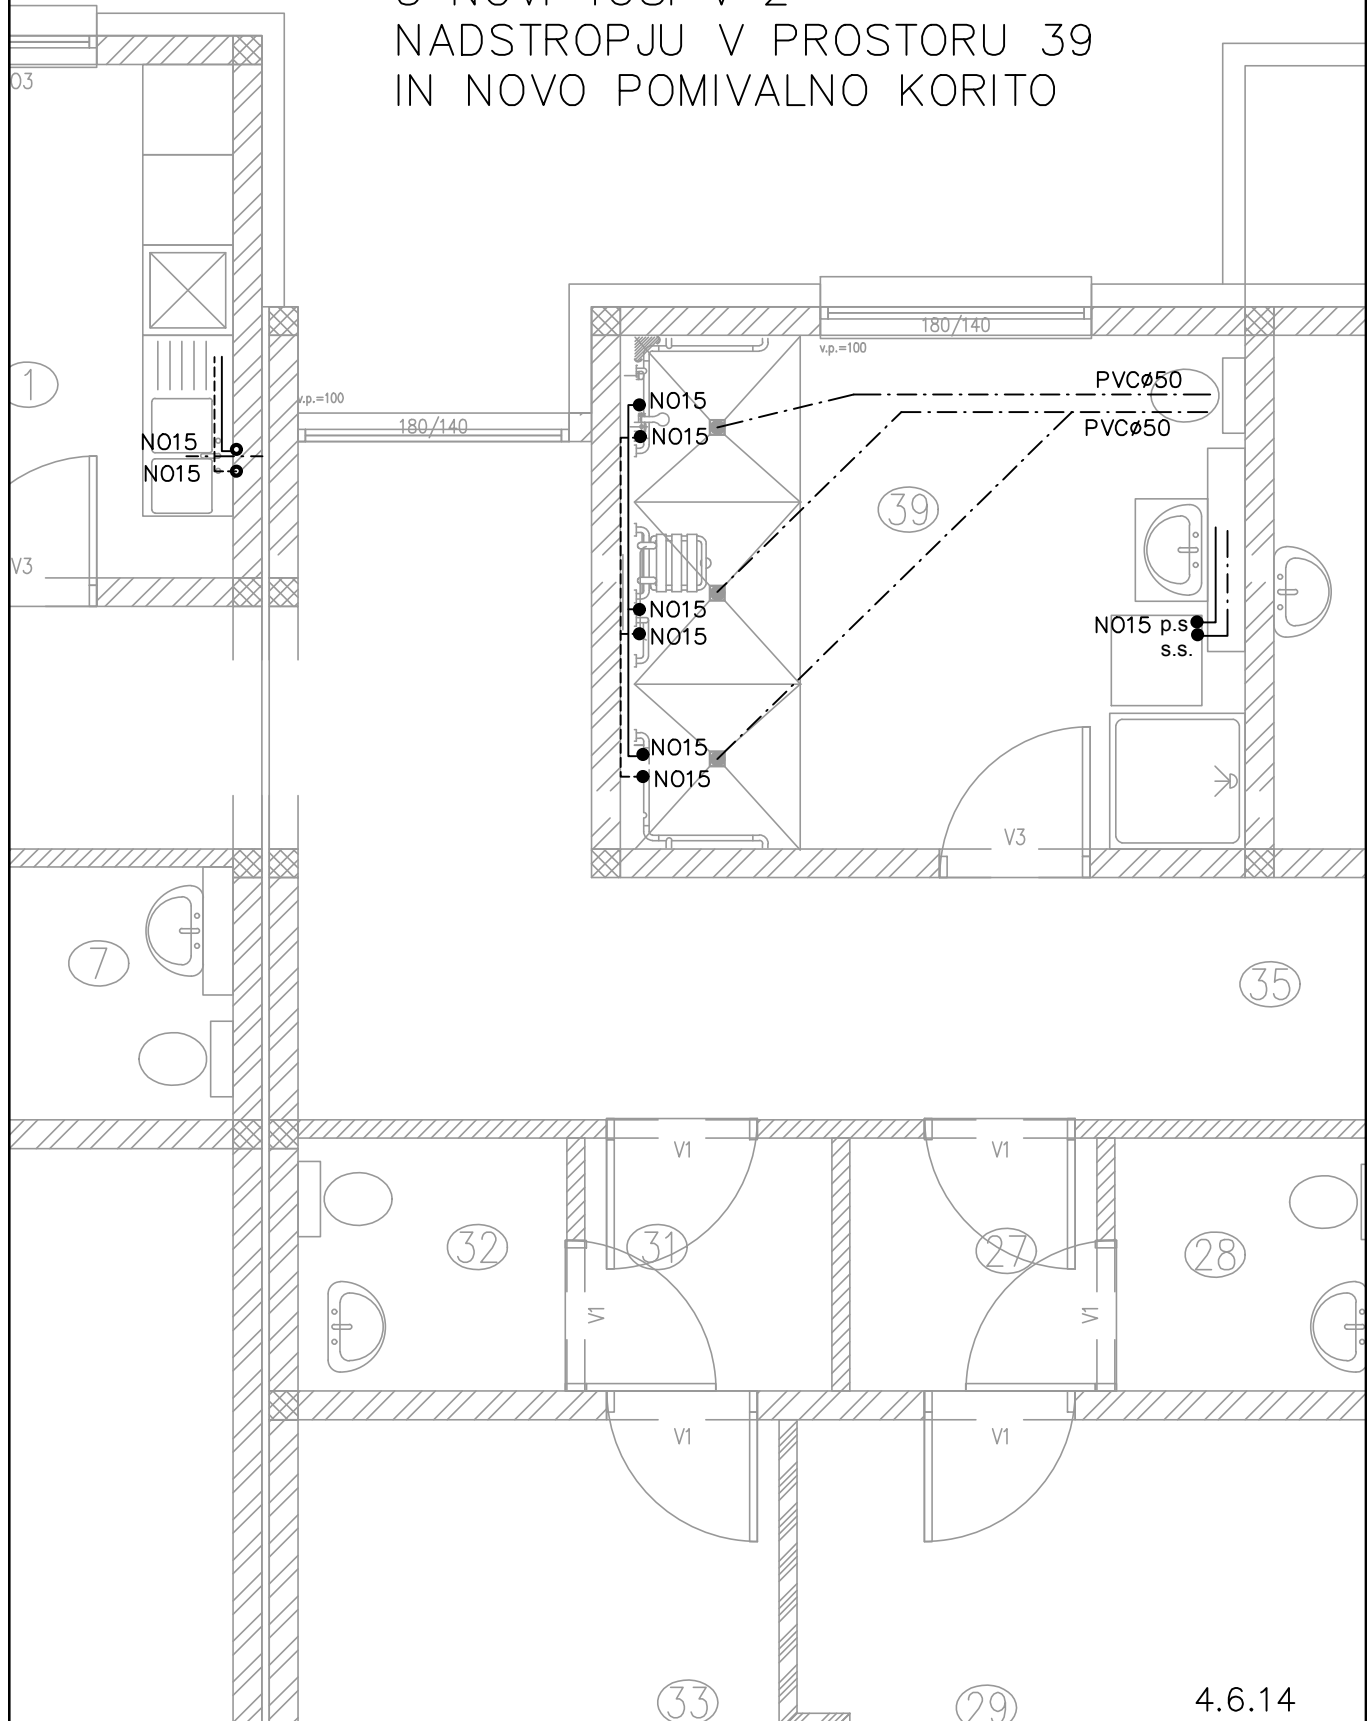 NADSTROPJU V PROSTORU 39
IN NOVO POMIVALNO KORITO
03
180/140
v.p.=100
PVCø50
1
v.p.=100
NO15
180/140
NO15
PVCø50
NO15
NO15
NO15
39
V3
NO15
NO15
NO15 p.s
s.s.
NO15
NO15
V3
7
35
V1
V1
32
31
27
28
V1
V1
V1
V1
33
29
4.6.14